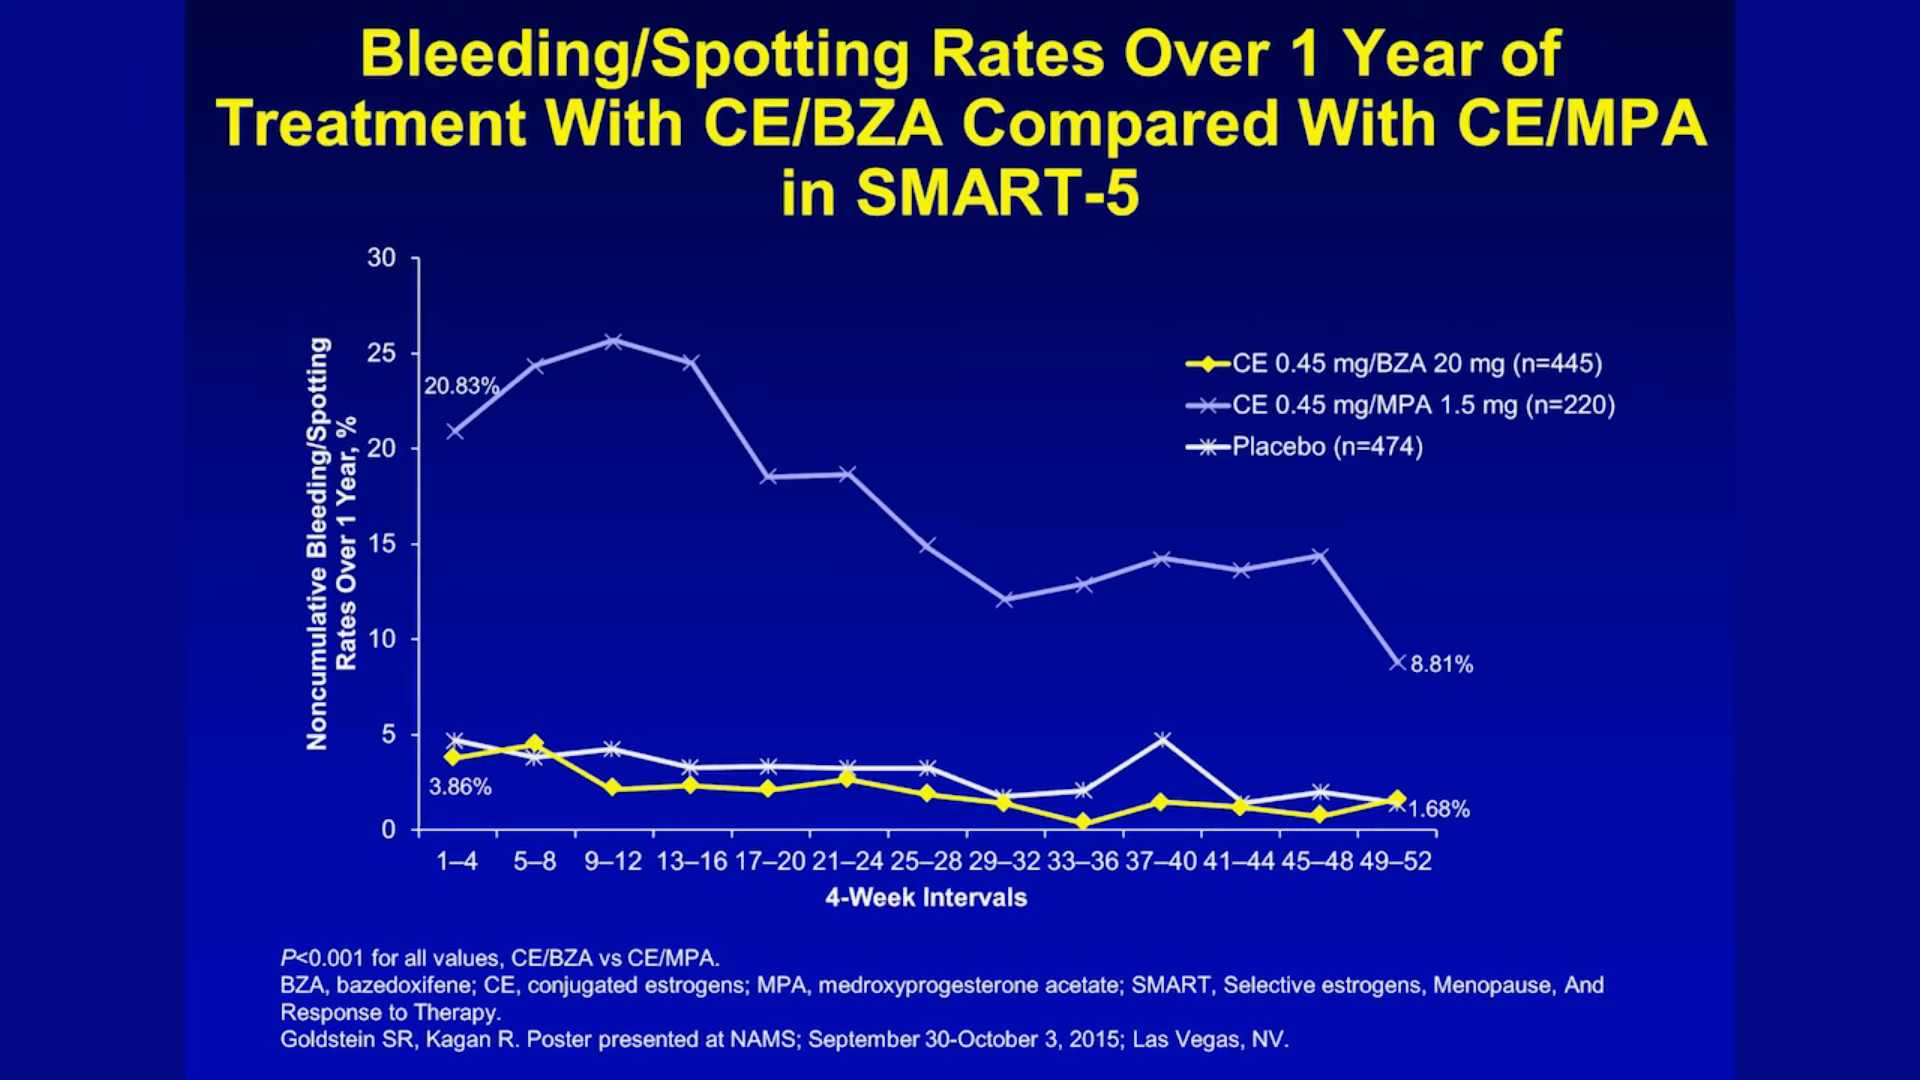 Bleeding/Spotting Rates Over 1 Year of
Treatment With CE/BZA Compared With CE/MPA
in SMART-5
Noncumulative Bleeding/Spotting
Rates Over 1 Year, %
30
25
20
15
10
5
0
20.83%
8.81%
3.86%
1.68%
CE 0.45 mg/BZA 20 mg (n=445)
CE 0.45 mg/MPA 1.5 mg (n=220)
Placebo (n=474)
1–4 5–8 9–12 13–16 17–20 21–24 25–28 29–32 33–36 37–40 41–44 45–48 49–52
4-Week Intervals
P<0.001 for all values, CE/BZA vs CE/MPA.
BZA, bazedoxifene; CE, conjugated estrogens; MPA, medroxyprogesterone acetate; SMART, Selective estrogens, Menopause, And
Response to Therapy.
Goldstein SR, Kagan R. Poster presented at NAMS; September 30-October 3, 2015; Las Vegas, NV.